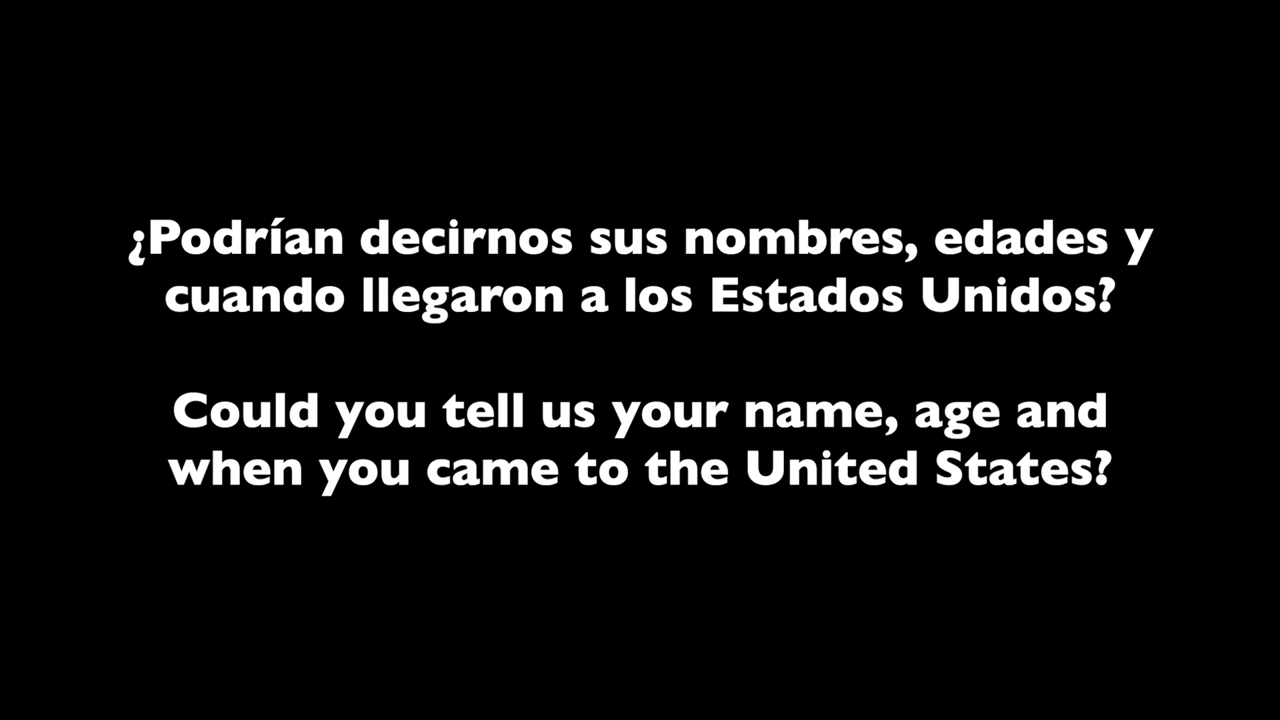 ¿Podrían decirnos sus nombres, edades y
cuando llegaron a los Estados Unidos?
Could you tell us your name, age and
when you came to the United States?